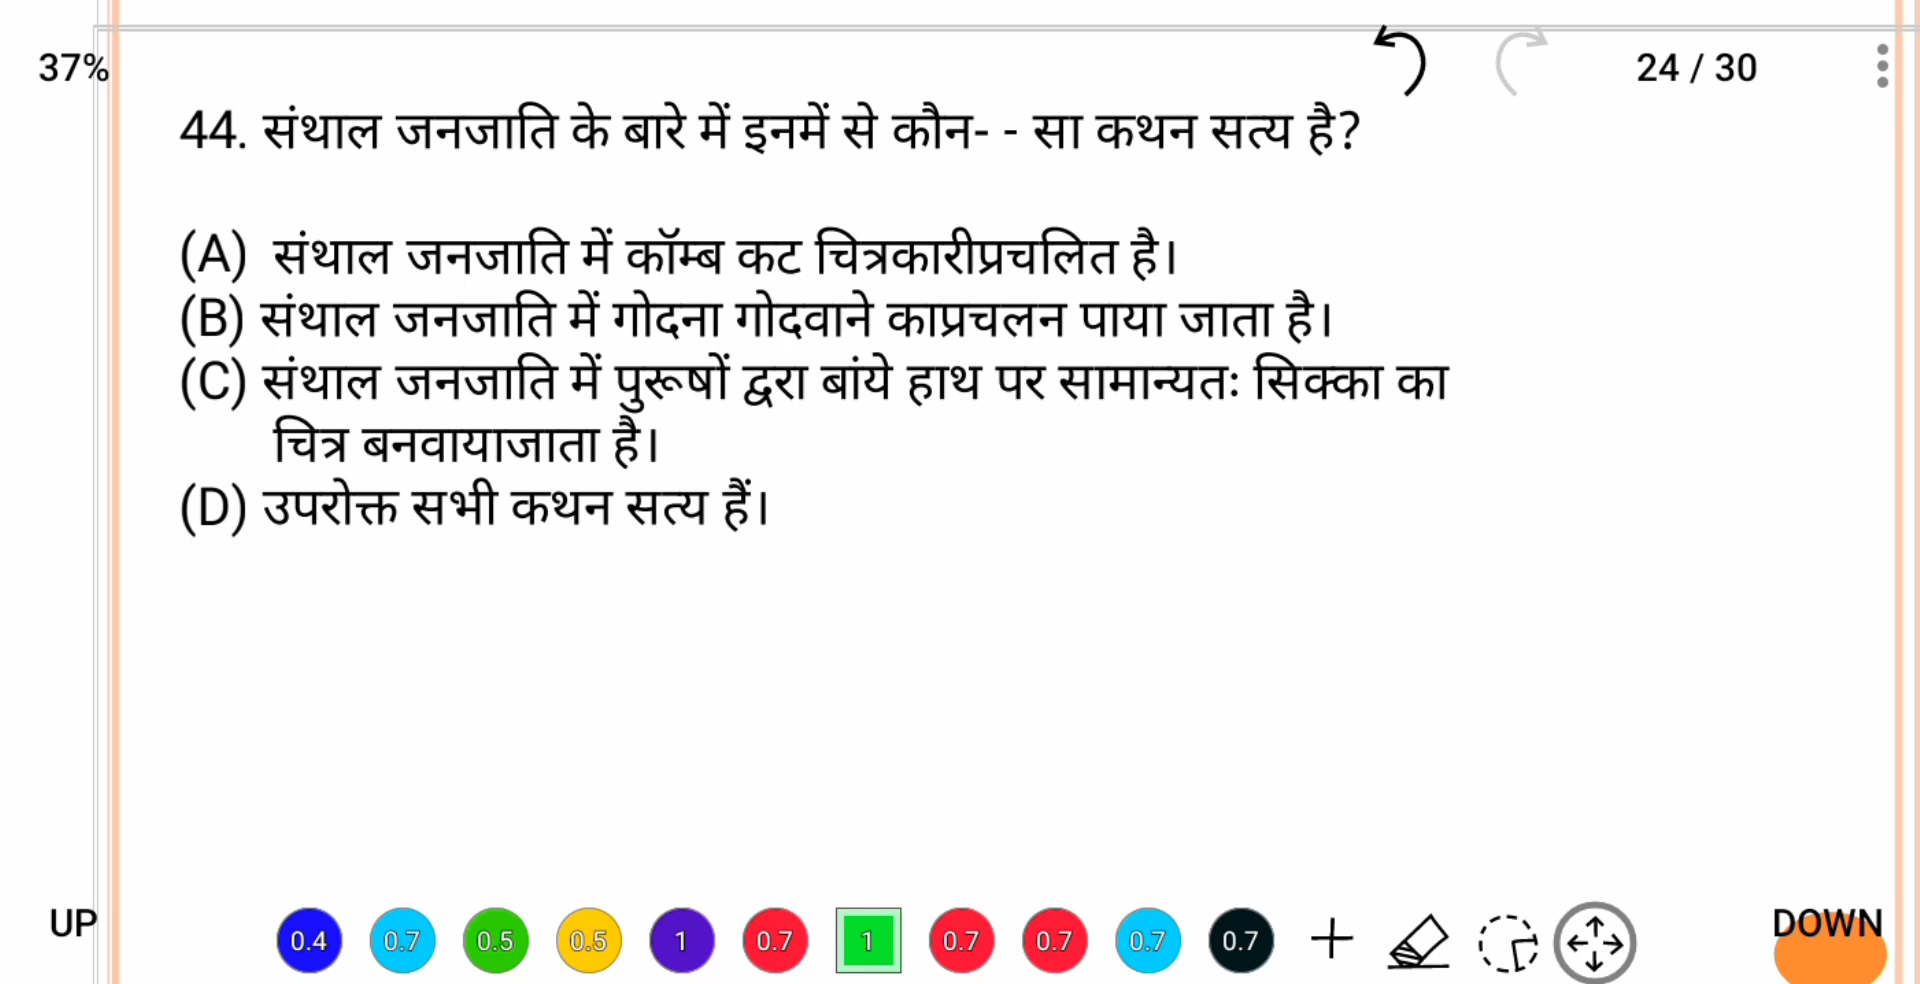 37%
24 / 30
44. संथाल जनजाति के बारे में इनमें से कौन- - सा कथन सत्य है?
(A) संथाल जनजाति में कॉम्ब कट चित्रकारीप्रचलित है।
(B) संथाल जनजाति में गोदना गोदवाने काप्रचलन पाया जाता है।
(C) संथाल जनजाति में पुरूषों द्वरा बांये हाथ पर सामान्यतः सिक्का का
चित्र बनवायाजाता है।
(D) उपरोक्त सभी कथन सत्य हैं।
UP
0.4 0.7 0.5 0.5 1 0.7 1 0.7 0.7 0.7 0.7
DOWN